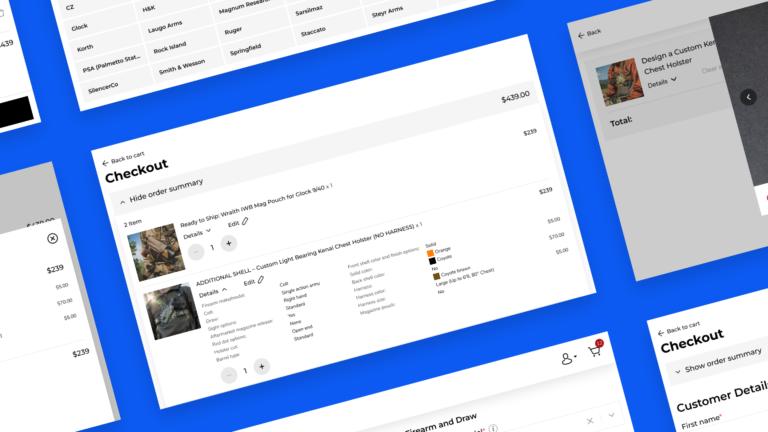 439
CZ
Glock
Korth
PSA (Palmetto Stat...
SilencerCo
H&K
Laugo Arms
Rock Island
Smith & Wesson
Magnum Research
Ruger
Springfield
Sarsilmaz
Staccato
Steyr Arms
Back
Design a Custom Ken
Chest Holster
Details
Clear
Total:
$239
$5.00
$70.00
$5.00
$239
Back to cart
Checkout
$439.00
Hide order summary
2 Item
$239
Ready to Ship: Wraith IWB Mag Pouch for Glock 9/40 x 1
Details
Edit
1
ADDITIONAL SHELL - Custom Light Bearing Kenai Chest Holster (NO HARNESS) x 1
$239
Details
Edit
Firearm make/model:
Colt:
Draw:
Sight options:
Aftermarket magazine release:
Red dot options:
Holster cut:
Barrel type:
Colt
Single action army
Right hand
Standard
Yes
None
Open end
Standard
Front shell color and finish options:
Solid color:
Back shell color:
Harness:
Harness color:
Harness size:
Magazine details:
Solid
Orange
Coyote
No
Coyote brown
Large (Up to 6'5, 50" Chest)
No
$5.00
$70.00
$5.00
1
Firearm and Draw
Back to cart
Checkout
Show order summary
Customer Detail
First name*